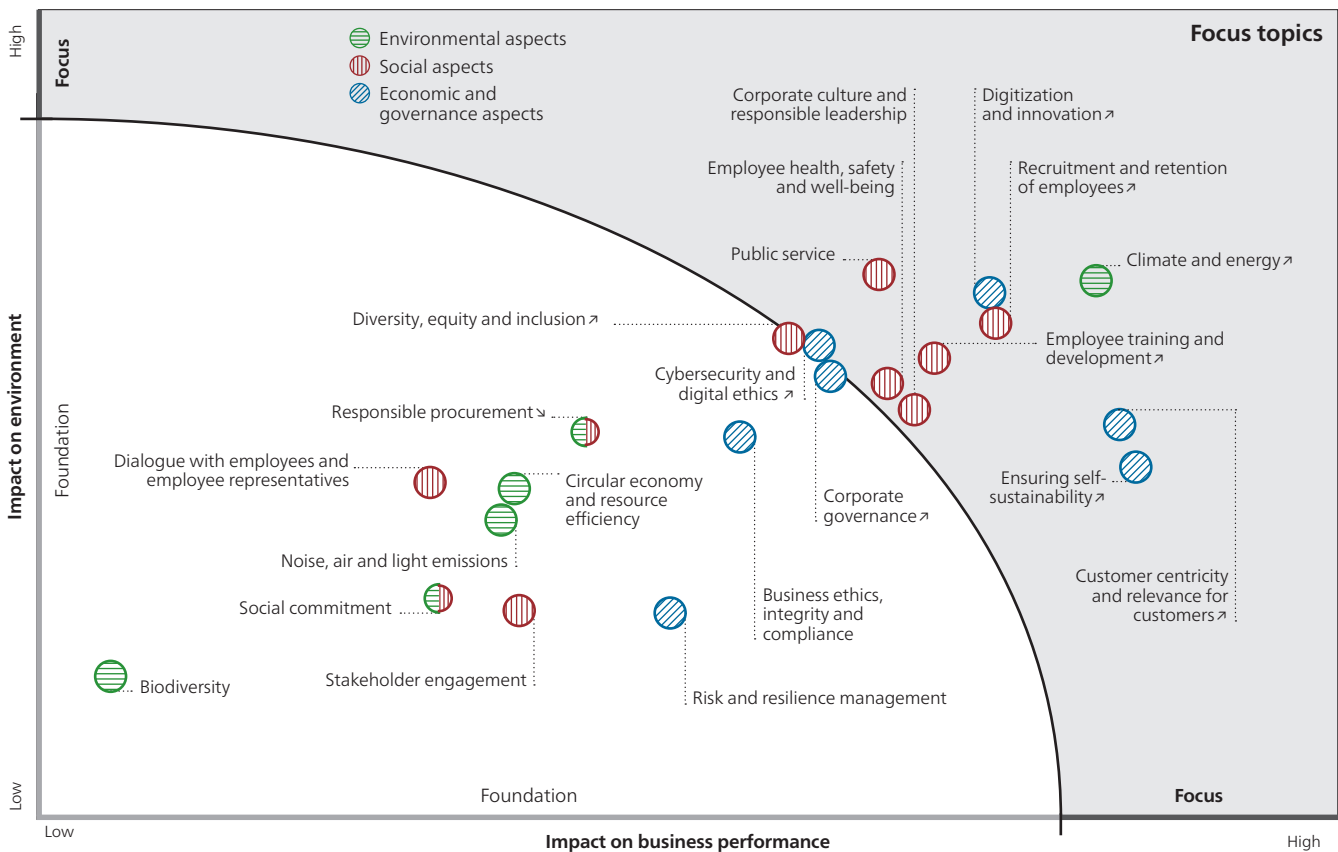 High
Focus
Focus topics
Environmental aspects
Social aspects
Economic and
governance aspects
Corporate culture and
responsible leadership
Digitization
and innovation↗
Employee health, safety
and well-being
Recruitment and retention
of employees↗
Public service
Climate and energy↗
Diversity, equity and inclusion↗
Employee training and
development↗
Cybersecurity and
digital ethics ↗
Responsible procurement↘
Dialogue with employees and
employee representatives
Circular economy
and resource
efficiency
Corporate
governance↗
Ensuring self-
sustainability↗
Impact on environment
Foundation
Noise, air and light emissions
Social commitment
Business ethics,
integrity and
compliance
Customer centricity
and relevance for
customers↗
Biodiversity
Stakeholder engagement
Risk and resilience management
Low
Foundation
Focus
Low
Impact on business performance
High